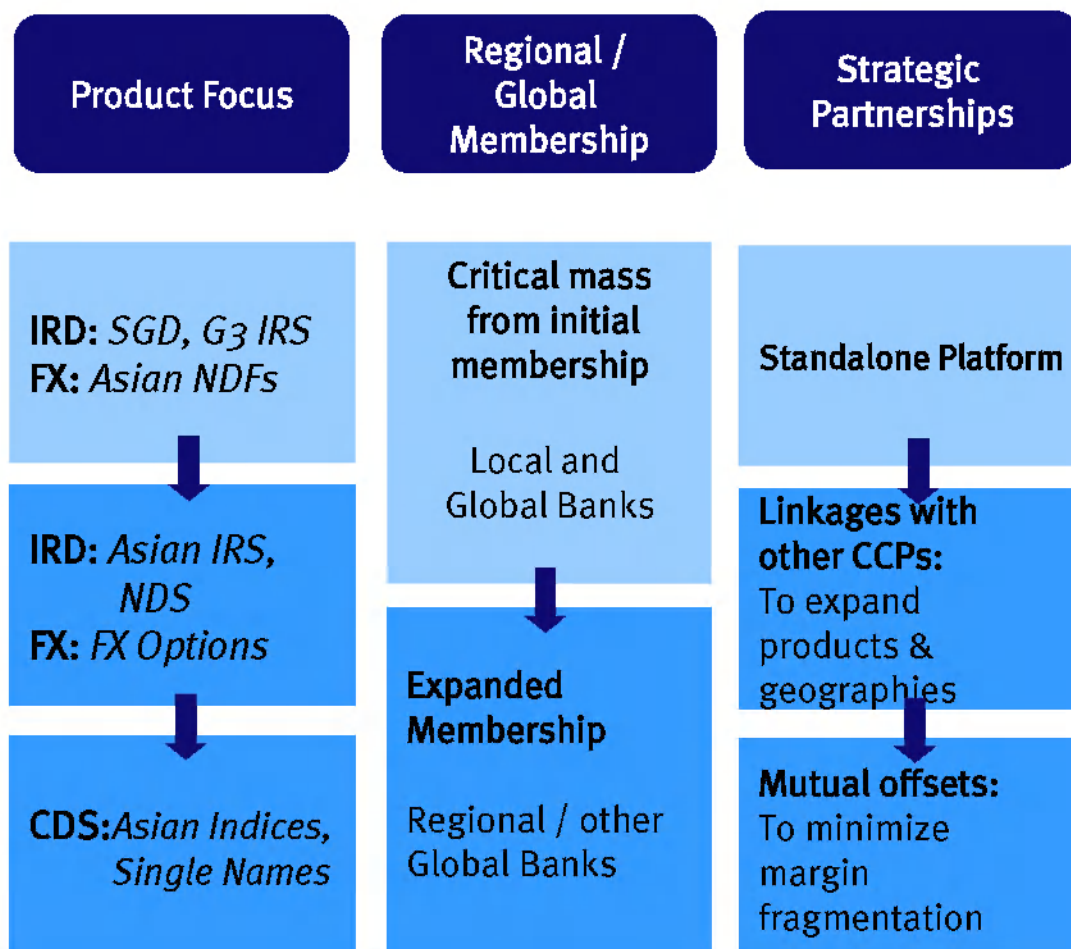 Product Focus
Regional /
Global
Membership
Strategic
Partnerships
IRD: SGD, G3 IRS
FX: Asian NDFs
IRD: Asian IRS,
NDS
FX: FX Options
CDS:Asian Indices,
Single Names
Critical mass
from initial
membership
Local and
Global Banks
Expanded
Membership
Regional / other
Global Banks
Standalone Platform
Linkages with
other CCPs:
To expand
products &
geographies
Mutual offsets:
To minimize
margin
fragmentation